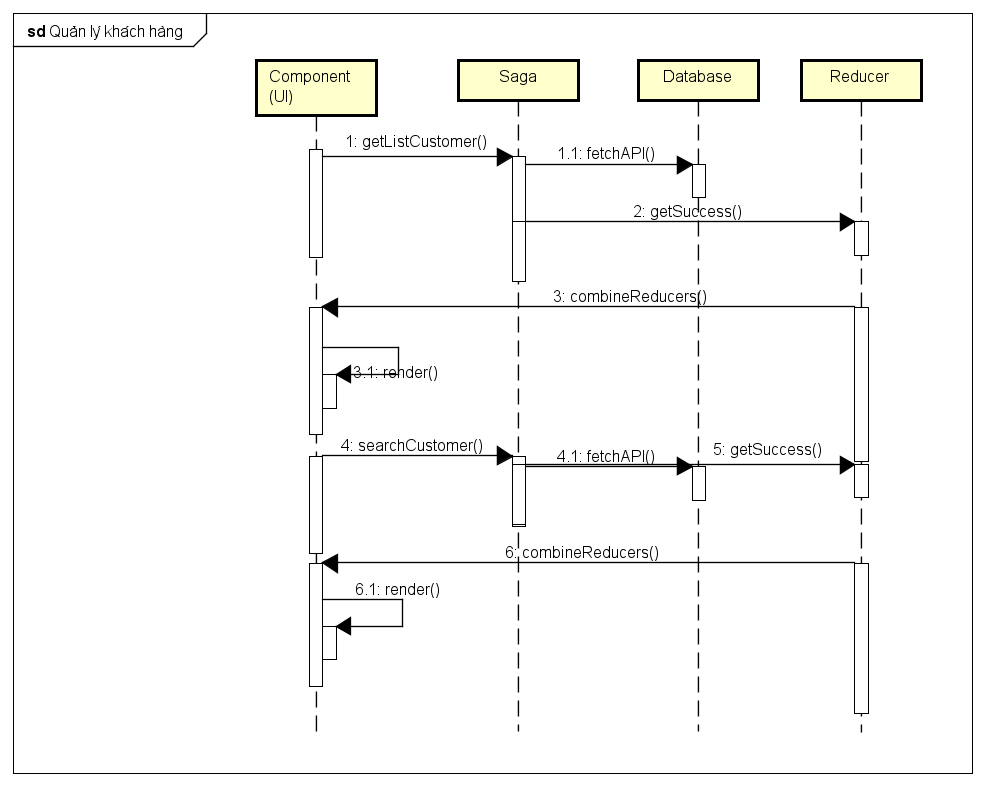 sd Quản lý khách hàng
Component
(UI)
Saga
Database
Reducer
1: getListCustomer()
1.1: fetchAPI()
2: getSuccess()
3: combineReducers()
3.1: render()
4: searchCustomer()
4.1: fetchAPI()
5: getSuccess()
6: combineReducers()
6.1: render()